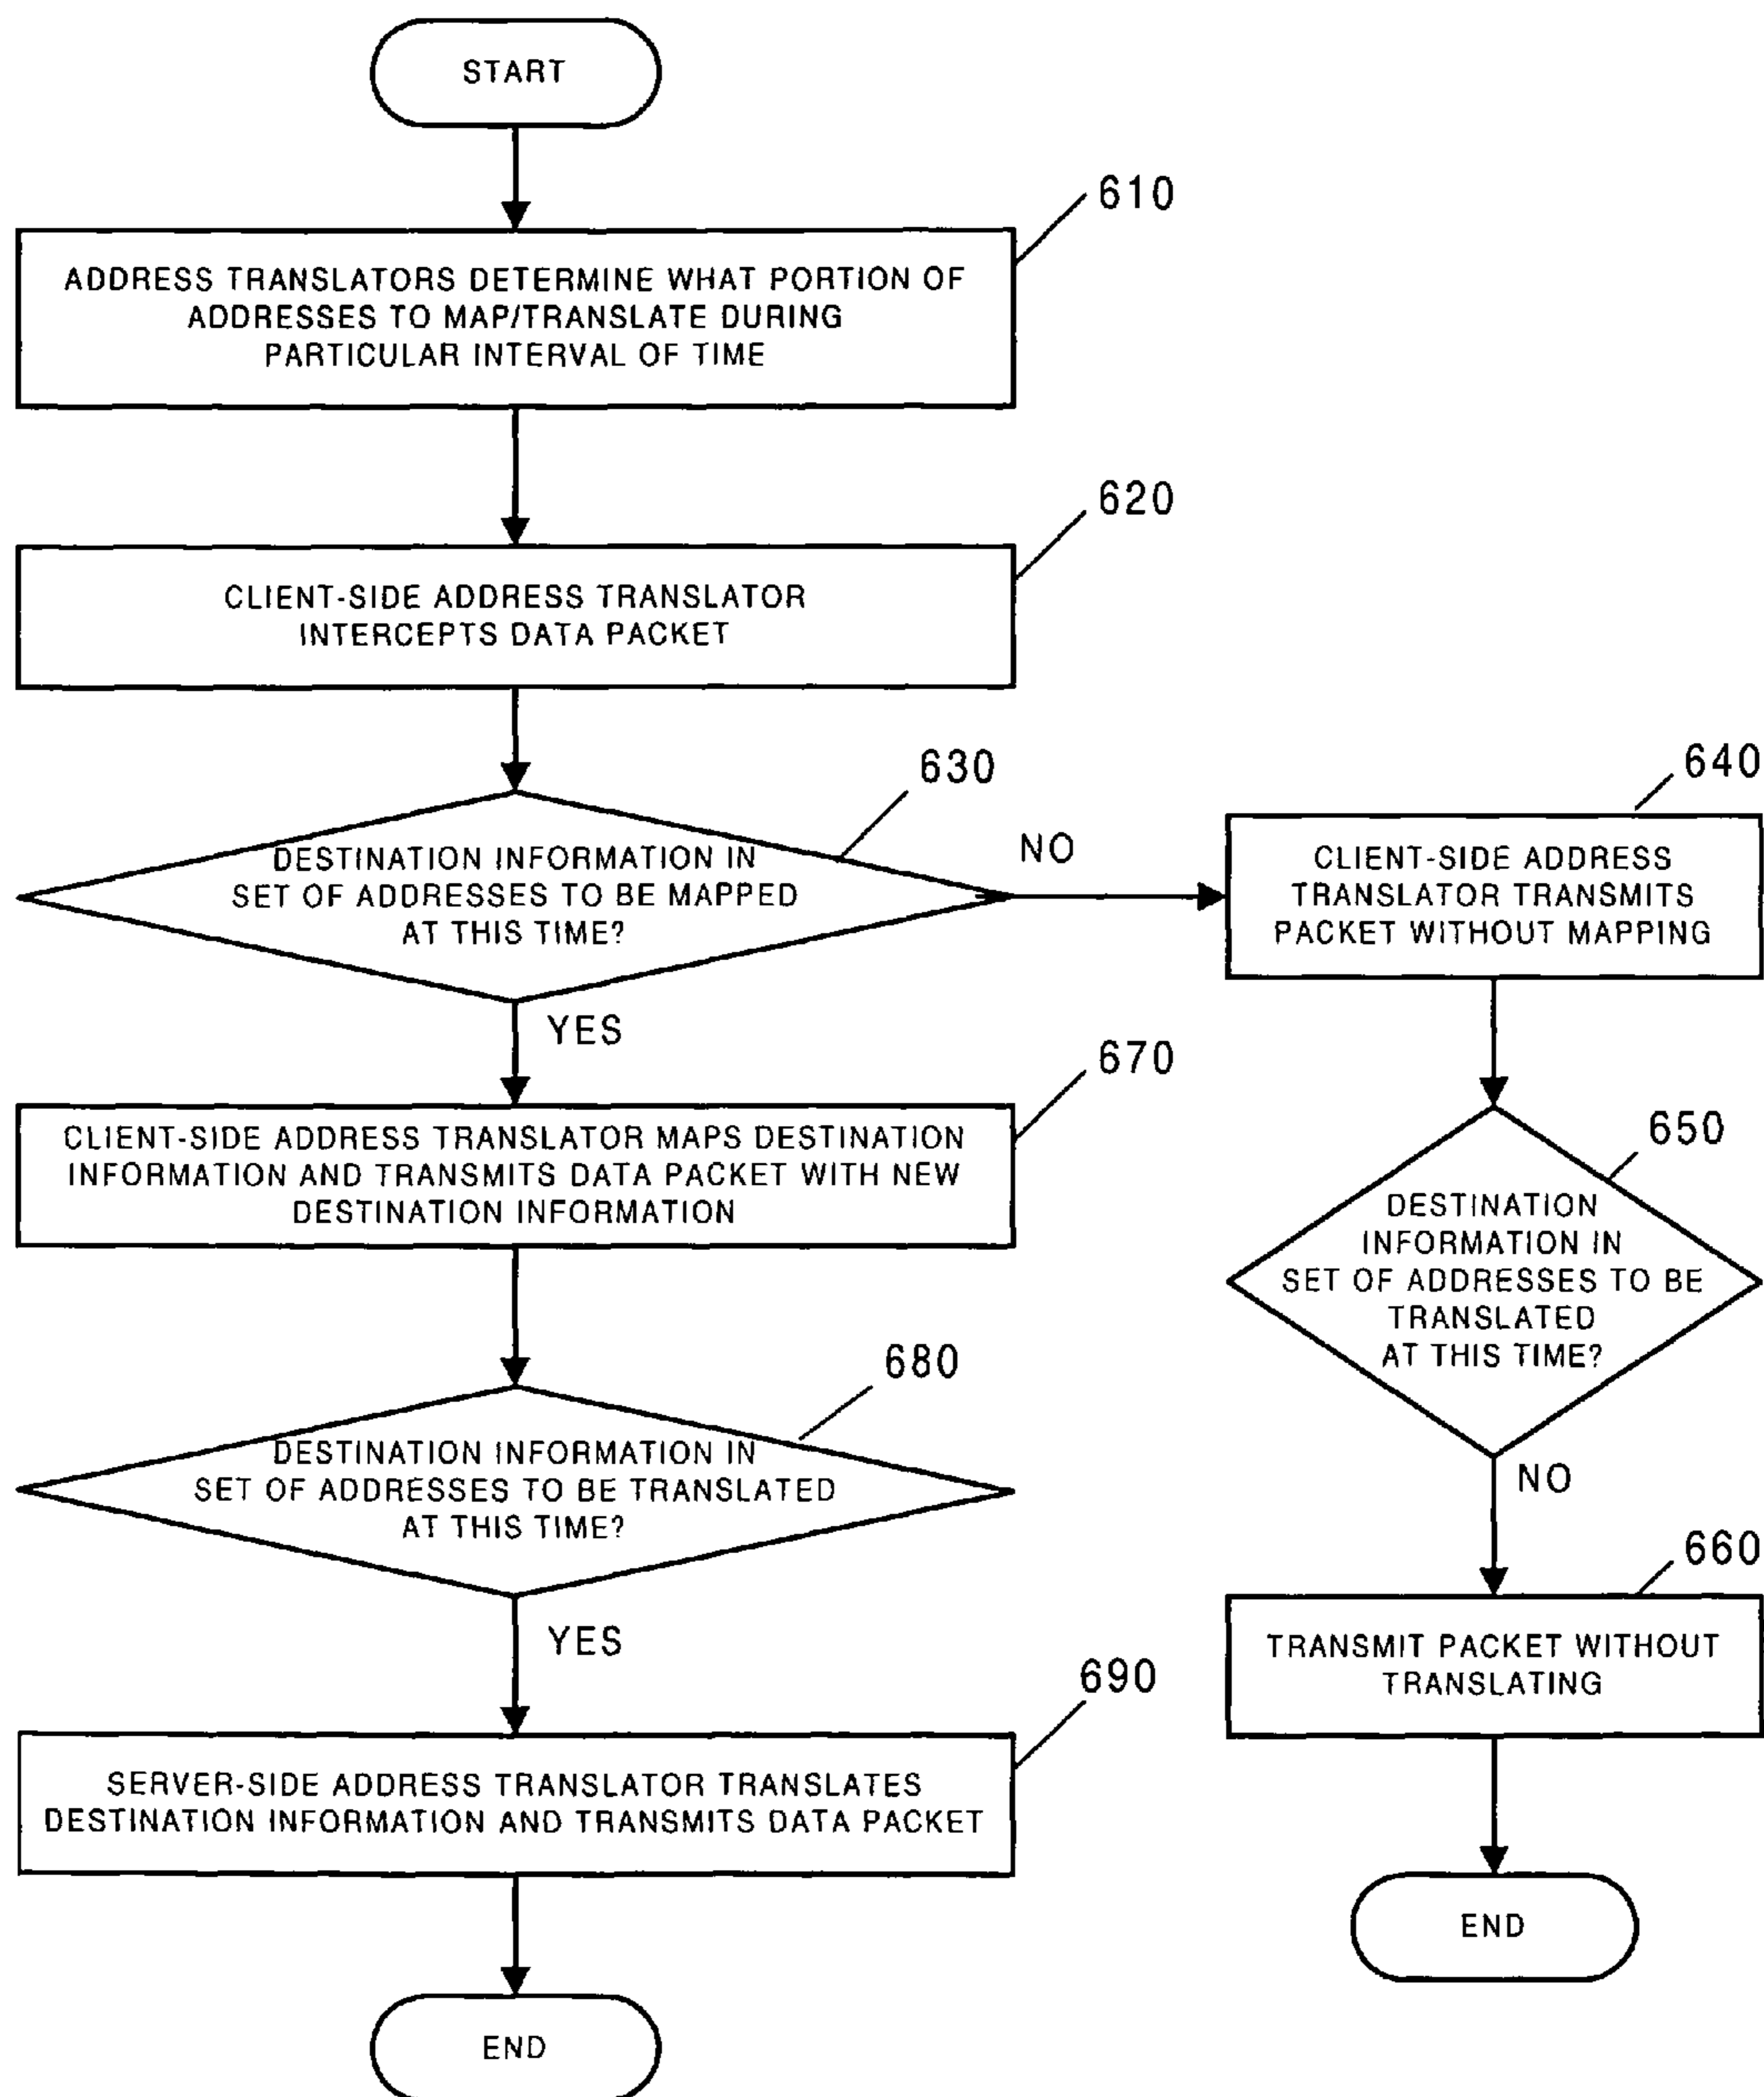 START
610
ADDRESS TRANSLATORS DETERMINE WHAT PORTION OF
ADDRESSES TO MAP/TRANSLATE DURING
PARTICULAR INTERVAL OF TIME
620
CLIENT-SIDE ADDRESS TRANSLATOR
INTERCEPTS DATA PACKET
630
DESTINATION INFORMATION IN
SET OF ADDRESSES TO BE MAPPED
AT THIS TIME?
NO
640
CLIENT-SIDE ADDRESS
TRANSLATOR TRANSMITS
PACKET WITHOUT MAPPING
YES
670
CLIENT-SIDE ADDRESS TRANSLATOR MAPS DESTINATION
INFORMATION AND TRANSMITS DATA PACKET WITH NEW
DESTINATION INFORMATION
650
DESTINATION
INFORMATION IN
SET OF ADDRESSES TO BE
TRANSLATED
AT THIS TIME?
NO
680
DESTINATION INFORMATION IN
SET OF ADDRESSES TO BE TRANSLATED
AT THIS TIME?
YES
660
TRANSMIT PACKET WITHOUT
TRANSLATING
690
SERVER-SIDE ADDRESS TRANSLATOR TRANSLATES
DESTINATION INFORMATION AND TRANSMITS DATA PACKET
END
END